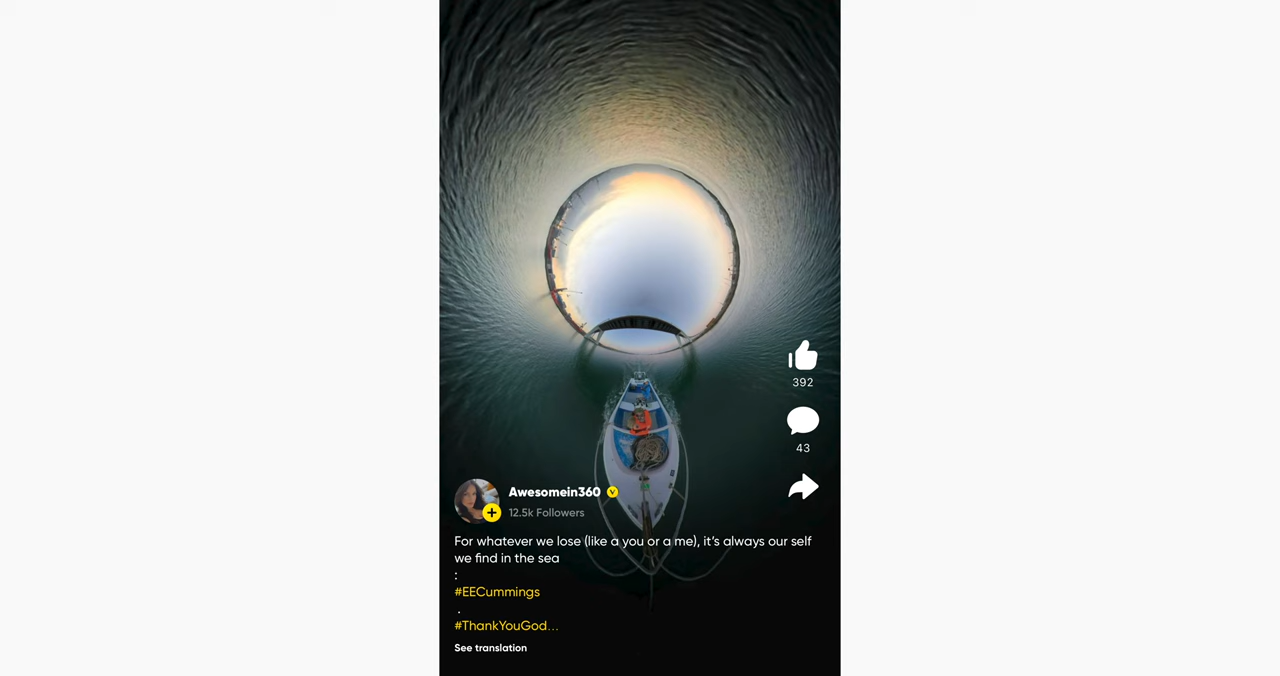 392
43
Awesomein360
12.5k Followers
For whatever we lose (like a you or a me), it’s always our self
we find in the sea
:
#EECummings
.
#ThankYouGod...
See translation